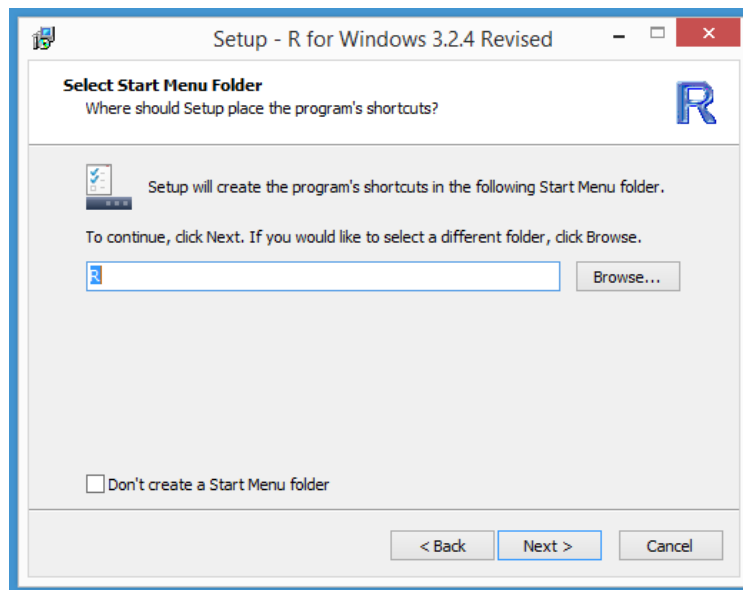 Setup - R for Windows 3.2.4 Revised
Select Start Menu Folder
Where should Setup place the program's shortcuts?
R
Setup will create the program's shortcuts in the following Start Menu folder.
To continue, click Next. If you would like to select a different folder, click Browse.
R
Browse...
Don't create a Start Menu folder
< Back
Next >
Cancel